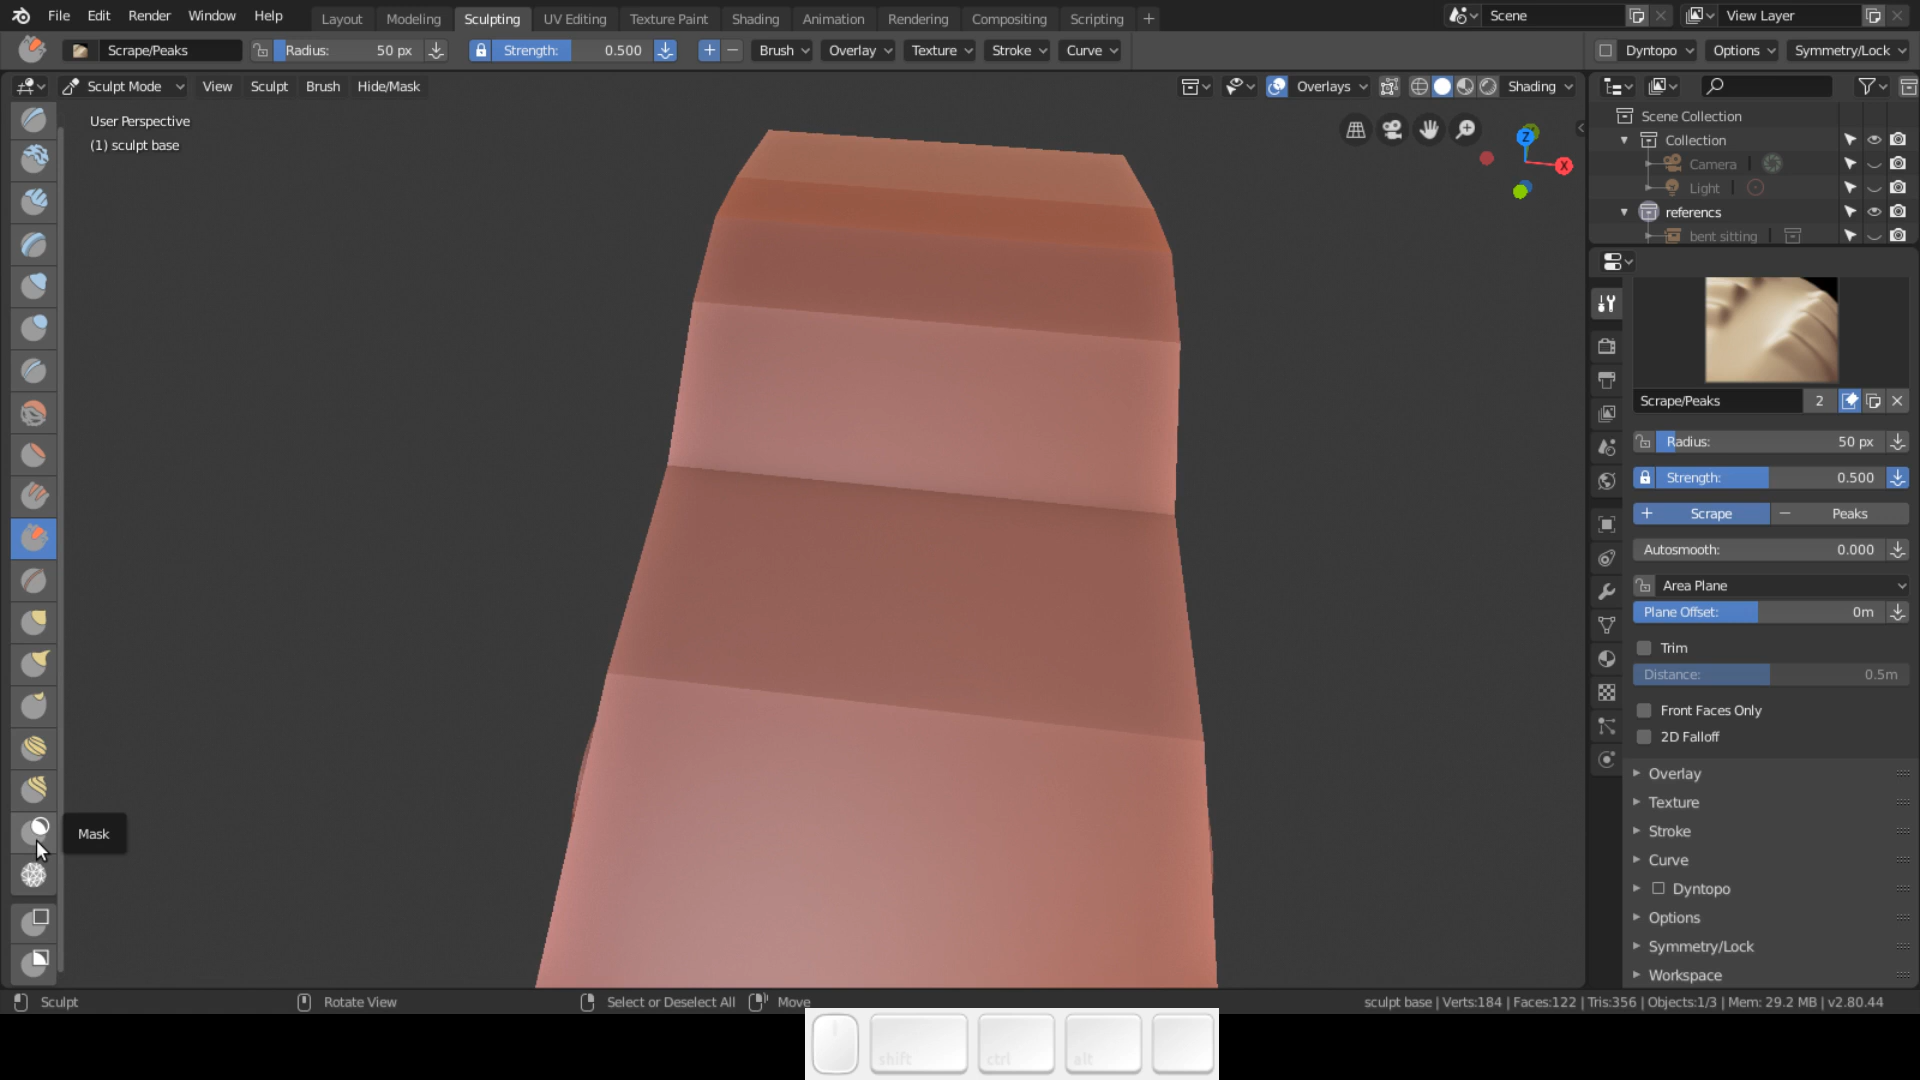 File Edit Render Window Help Layout Modeling Sculpting UV Editing Texture Paint Shading Animation Rendering Compositing Scripting + Scene View Layer
Scrape/Peaks Radius: 50 px Strength: 0.500 + − Brush Overlay Texture Stroke Curve Dyntopo Options Symmetry/Lock
Sculpt Mode View Sculpt Brush Hide/Mask Overlays Shading
User Perspective
(1) sculpt base
Z
X
Mask
Scene Collection
Collection
Camera
Light
referencs
bent sitting
Scrape/Peaks 2
Radius: 50 px
Strength: 0.500
+ Scrape − Peaks
Autosmooth: 0.000
Area Plane
Plane Offset: 0m
Trim
Distance: 0.5m
Front Faces Only
2D Falloff
Overlay
Texture
Stroke
Curve
Dyntopo
Options
Symmetry/Lock
Workspace
Sculpt Rotate View Select or Deselect All Move sculpt base | Verts:184 | Faces:122 | Tris:356 | Objects:1/3 | Mem: 29.2 MB | v2.80.44
shift ctrl alt